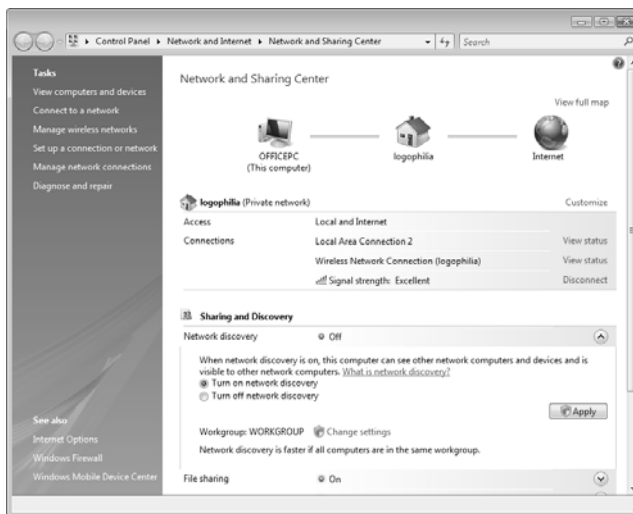 Control Panel ▸ Network and Internet ▸ Network and Sharing Center
Search
Tasks
View computers and devices
Connect to a network
Manage wireless networks
Set up a connection or network
Manage network connections
Diagnose and repair
See also
Internet Options
Windows Firewall
Windows Mobile Device Center
Network and Sharing Center
View full map
OFFICEPC
(This computer)
logophilia
Internet
logophilia (Private network)
Customize
Access Local and Internet
Connections Local Area Connection 2 View status
Wireless Network Connection (logophilia) View status
Signal strength: Excellent Disconnect
Sharing and Discovery
Network discovery Off
When network discovery is on, this computer can see other network computers and devices and is
visible to other network computers. What is network discovery?
Turn on network discovery
Turn off network discovery
Apply
Workgroup: WORKGROUP Change settings
Network discovery is faster if all computers are in the same workgroup.
File sharing On